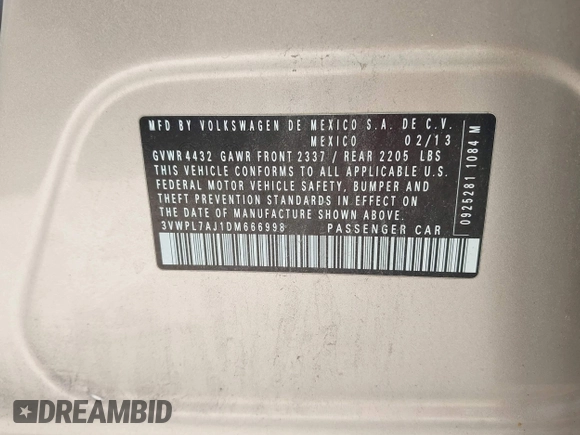 MFD BY VOLKSWAGEN DE MEXICO S.A. DE C.V.
MEXICO 02/13
GVWR 4432 GAWR FRONT 2337 / REAR 2205 LBS
THIS VEHICLE CONFORMS TO ALL APPLICABLE U.S.
FEDERAL MOTOR VEHICLE SAFETY, BUMPER AND
THEFT PREVENTION STANDARDS IN EFFECT ON
THE DATE OF MANUFACTURE SHOWN ABOVE.
3VWPL7AJ1DM666998 PASSENGER CAR
0925281 1084 M
DREAMBID